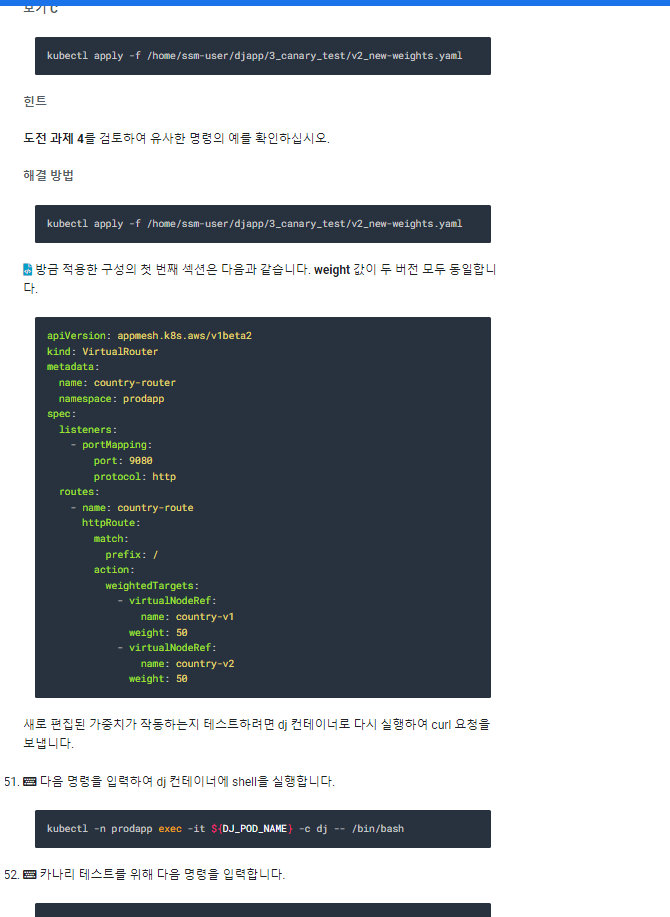 보기 C
kubectl apply -f /home/ssm-user/djapp/3_canary_test/v2_new-weights.yaml
힌트
도전 과제 4를 검토하여 유사한 명령의 예를 확인하십시오.
해결 방법
kubectl apply -f /home/ssm-user/djapp/3_canary_test/v2_new-weights.yaml
방금 적용한 구성의 첫 번째 섹션은 다음과 같습니다. weight 값이 두 버전 모두 동일합니
다.
apiVersion: appmesh.k8s.aws/v1beta2
kind: VirtualRouter
metadata:
  name: country-router
  namespace: prodapp
spec:
  listeners:
    - portMapping:
        port: 9080
        protocol: http
  routes:
    - name: country-route
      httpRoute:
        match:
          prefix: /
        action:
          weightedTargets:
            - virtualNodeRef:
                name: country-v1
              weight: 50
            - virtualNodeRef:
                name: country-v2
              weight: 50
새로 편집된 가중치가 작동하는지 테스트하려면 dj 컨테이너로 다시 실행하여 curl 요청을
보냅니다.
51. 다음 명령을 입력하여 dj 컨테이너에 shell을 실행합니다.
kubectl -n prodapp exec -it ${DJ_POD_NAME} -c dj -- /bin/bash
52. 카나리 테스트를 위해 다음 명령을 입력합니다.